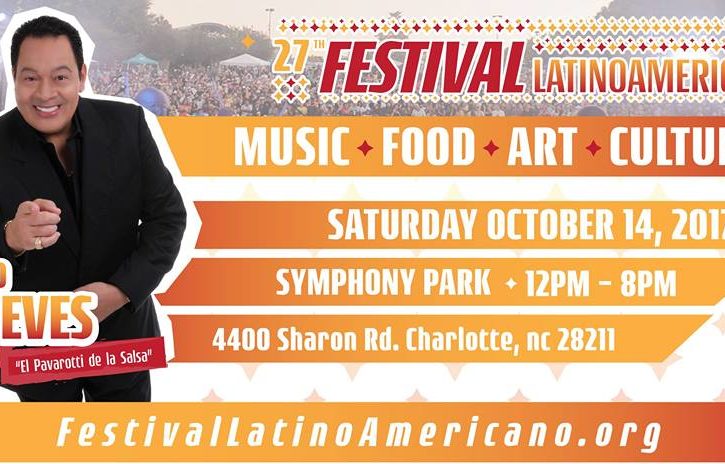 27TH FESTIVAL LATINOAMERIC
MUSIC ✦ FOOD ✦ ART ✦ CULTU
SATURDAY OCTOBER 14, 2017
SYMPHONY PARK ✦ 12PM – 8PM
4400 Sharon Rd. Charlotte, nc 28211
EVES
"El Pavarotti de la Salsa"
FestivalLatinoAmericano.org